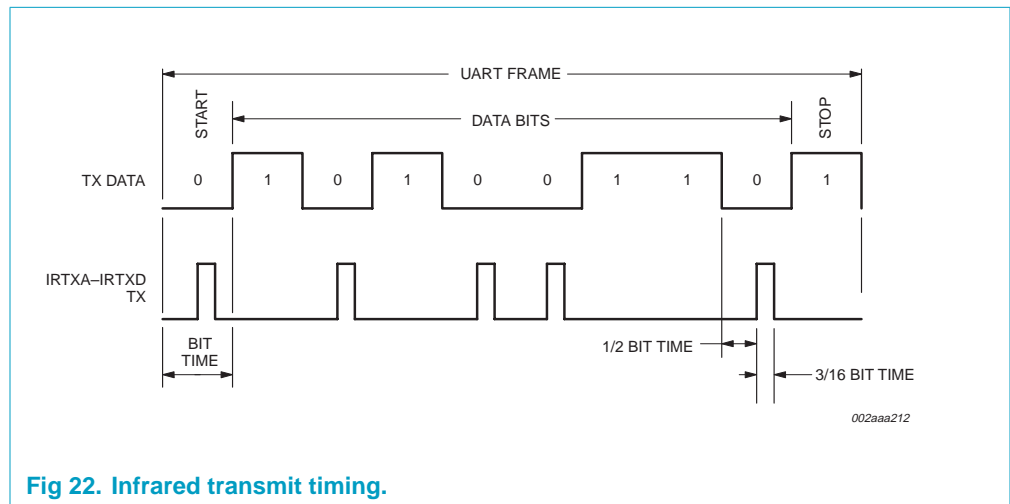 UART FRAME
START
DATA BITS
STOP
TX DATA
0 1 0 1 0 0 1 1 0 1
IRTXA–IRTXD
TX
BIT
TIME
1/2 BIT TIME
3/16 BIT TIME
002aaa212
Fig 22. Infrared transmit timing.